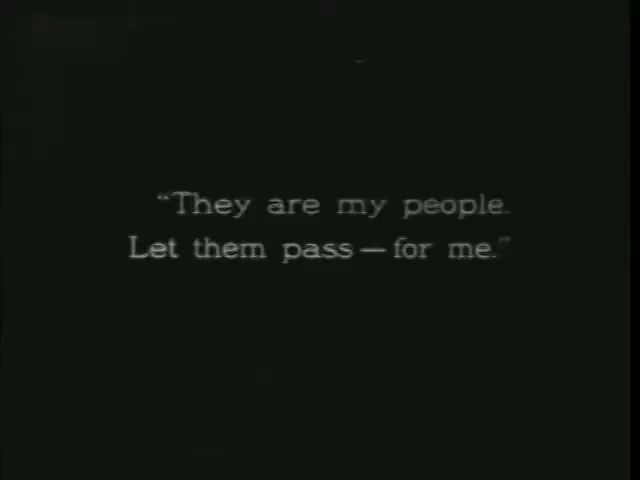 “They are my people.
Let them pass — for me.”